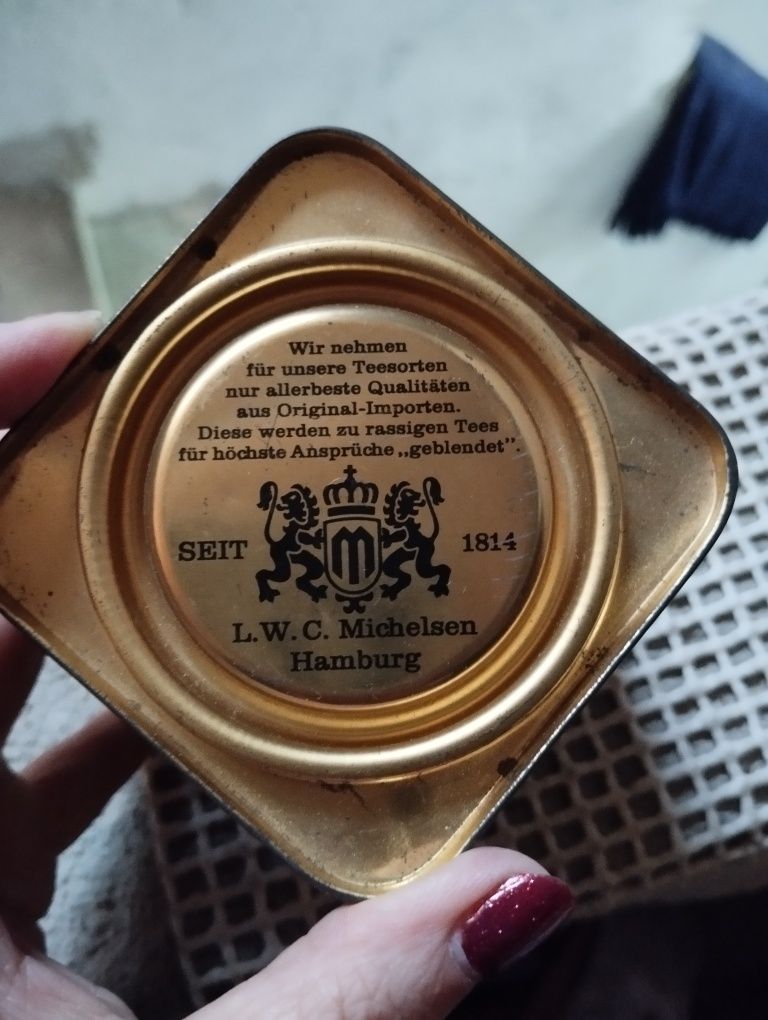 Wir nehmen
für unsere Teesorten
nur allerbeste Qualitäten
aus Original-Importen.
Diese werden zu rassigen Tees
für höchste Ansprüche „geblendet”.
M
SEIT 1814
L.W.C. Michelsen
Hamburg